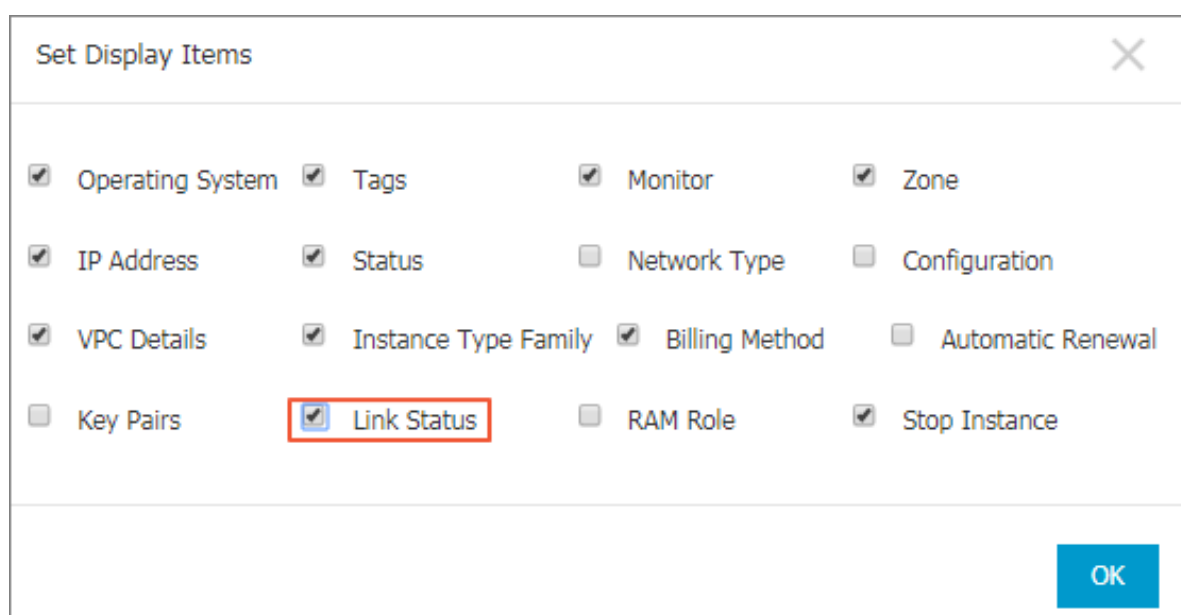 Set Display Items
Operating System Tags Monitor Zone
IP Address Status Network Type Configuration
VPC Details Instance Type Family Billing Method Automatic Renewal
Key Pairs Link Status RAM Role Stop Instance
OK